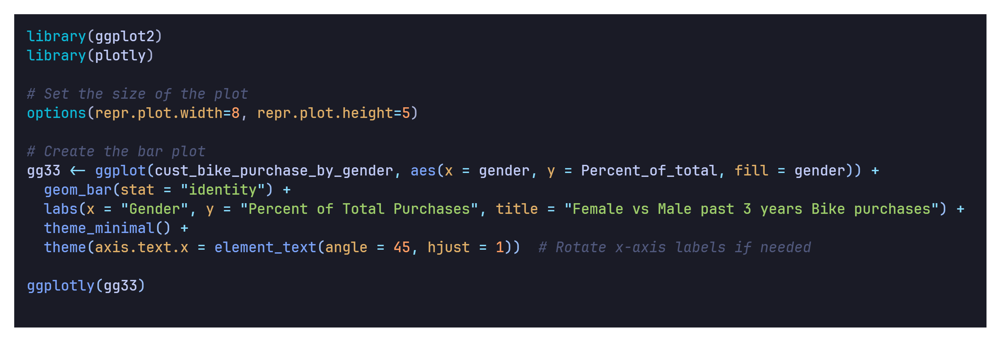 library(ggplot2)
library(plotly)
# Set the size of the plot
options(repr.plot.width=8, repr.plot.height=5)
# Create the bar plot
gg33 <- ggplot(cust_bike_purchase_by_gender, aes(x = gender, y = Percent_of_total, fill = gender)) +
  geom_bar(stat = "identity") +
  labs(x = "Gender", y = "Percent of Total Purchases", title = "Female vs Male past 3 years Bike purchases") +
  theme_minimal() +
  theme(axis.text.x = element_text(angle = 45, hjust = 1))  # Rotate x-axis labels if needed
ggplotly(gg33)